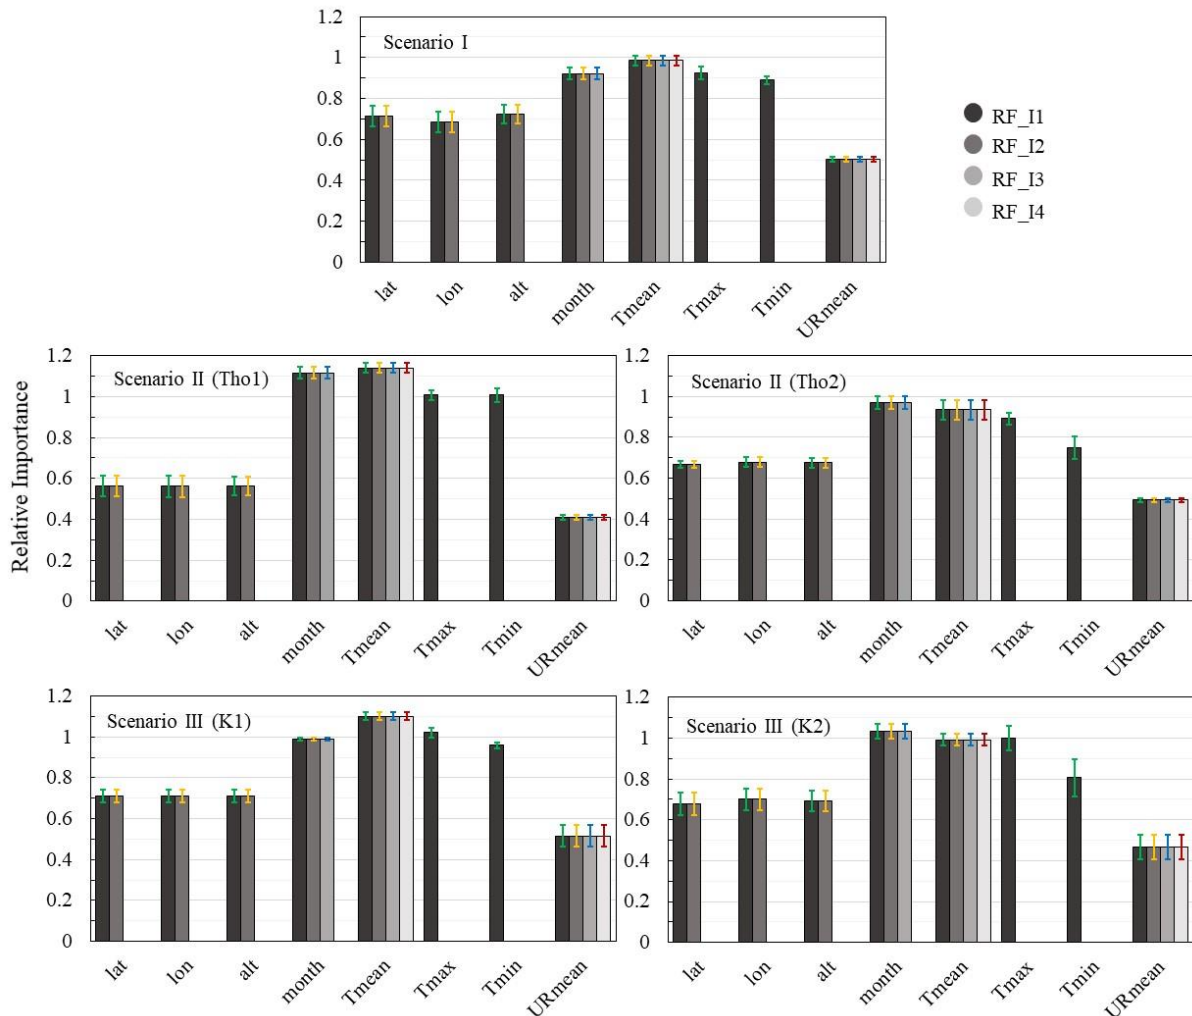 Scenario I
1.2
1
0.8
0.6
0.4
0.2
0
lat
lon
alt
month
Tmean
Tmax
Tmin
URmean
RF_I1
RF_I2
RF_I3
RF_I4
Relative Importance
Scenario II (Tho1)
1.2
1
0.8
0.6
0.4
0.2
0
lat
lon
alt
month
Tmean
Tmax
Tmin
URmean
Scenario II (Tho2)
1.2
1
0.8
0.6
0.4
0.2
0
lat
lon
alt
month
Tmean
Tmax
Tmin
URmean
Scenario III (K1)
1.2
1
0.8
0.6
0.4
0.2
0
lat
lon
alt
month
Tmean
Tmax
Tmin
URmean
Scenario III (K2)
1.2
1
0.8
0.6
0.4
0.2
0
lat
lon
alt
month
Tmean
Tmax
Tmin
URmean